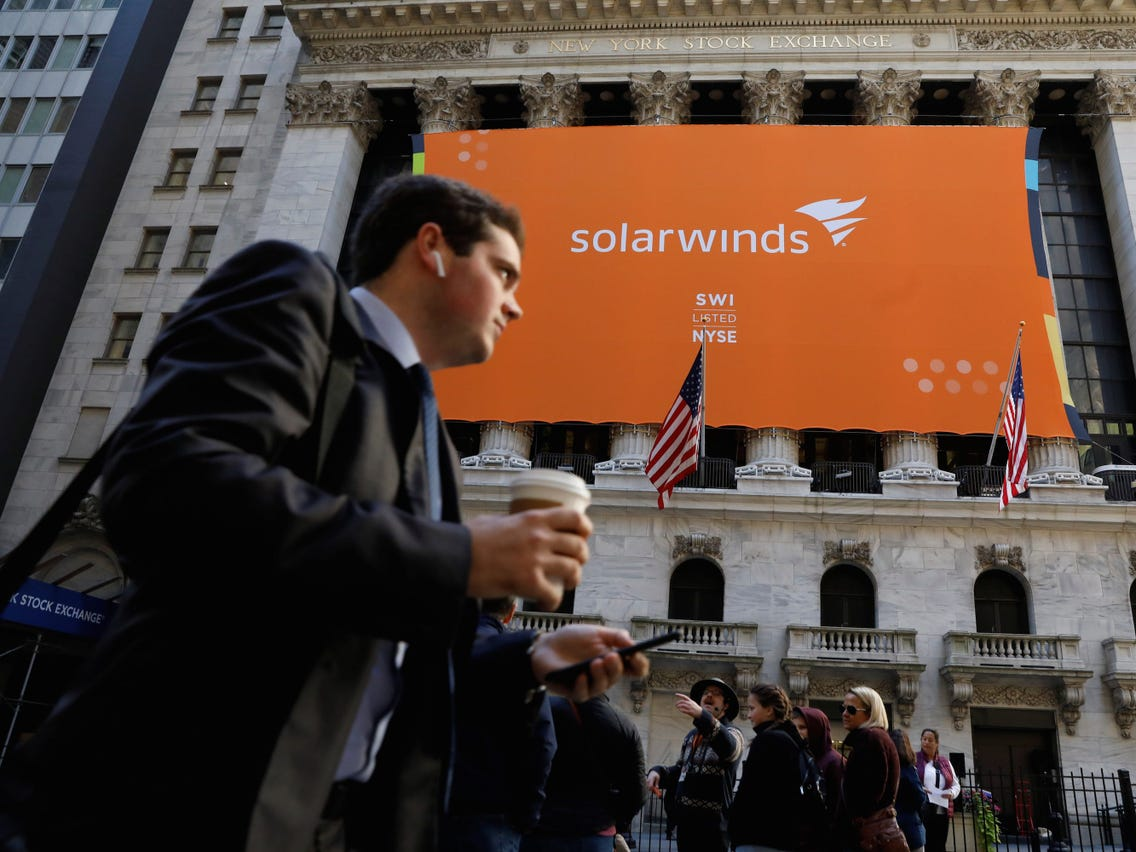 NEW YORK STOCK EXCHANGE
solarwinds
SWI
LISTED
NYSE
K STOCK EXCHANGE